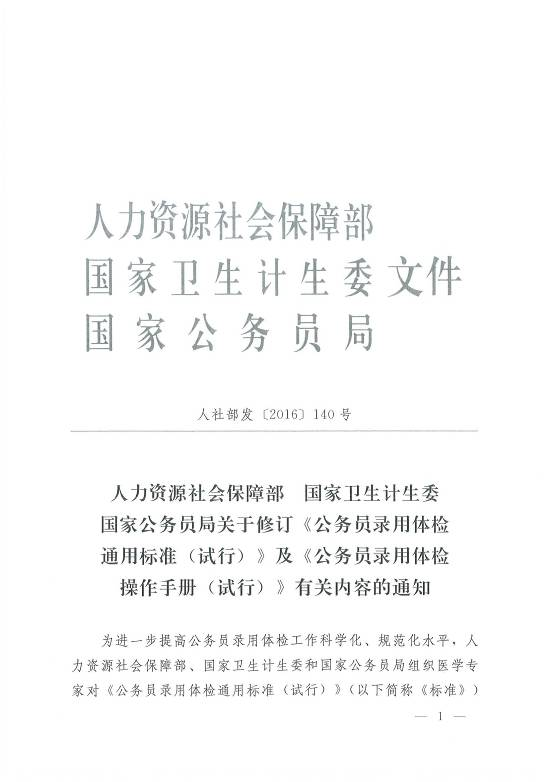 人力资源社会保障部
国家卫生计生委文件
国家公务员局
人社部发〔2016〕140号
人力资源社会保障部 国家卫生计生委
国家公务员局关于修订《公务员录用体检
通用标准（试行）》及《公务员录用体检
操作手册（试行）》有关内容的通知
为进一步提高公务员录用体检工作科学化、规范化水平，人
力资源社会保障部、国家卫生计生委和国家公务员局组织医学专
家对《公务员录用体检通用标准（试行）》（以下简称《标准》）
— 1 —